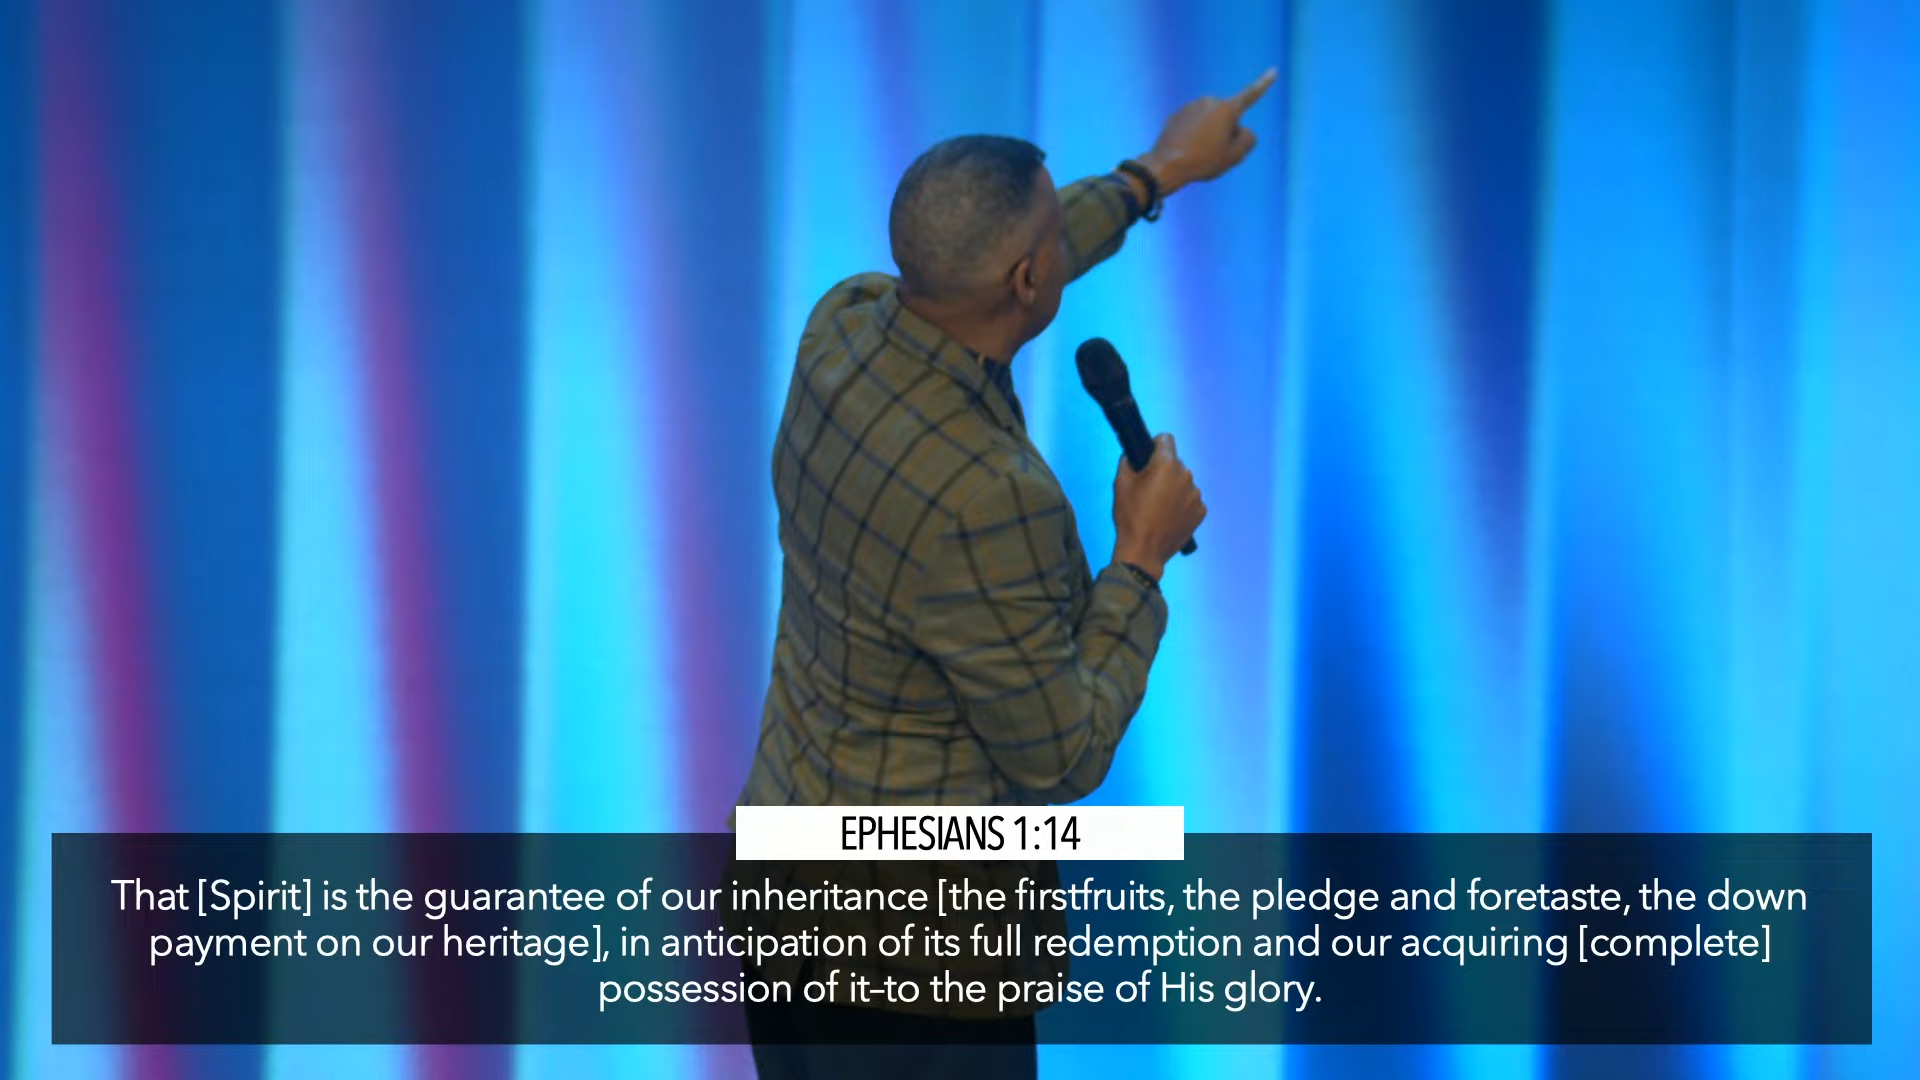 EPHESIANS 1:14
That [Spirit] is the guarantee of our inheritance [the firstfruits, the pledge and foretaste, the down
payment on our heritage], in anticipation of its full redemption and our acquiring [complete]
possession of it–to the praise of His glory.